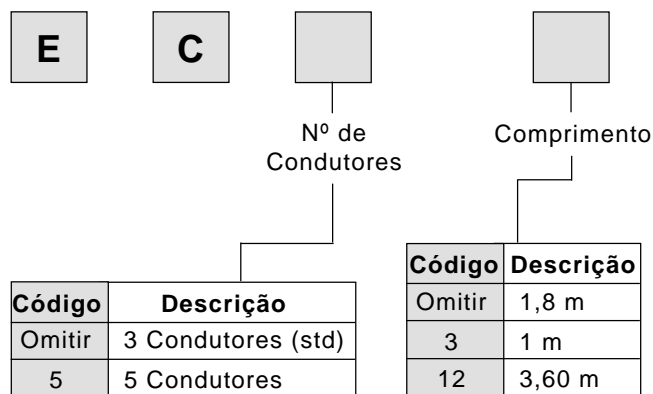 E C
Nº de
Condutores
Comprimento
Código Descrição
Omitir 3 Condutores (std)
5 5 Condutores
Código Descrição
Omitir 1,8 m
3 1 m
12 3,60 m